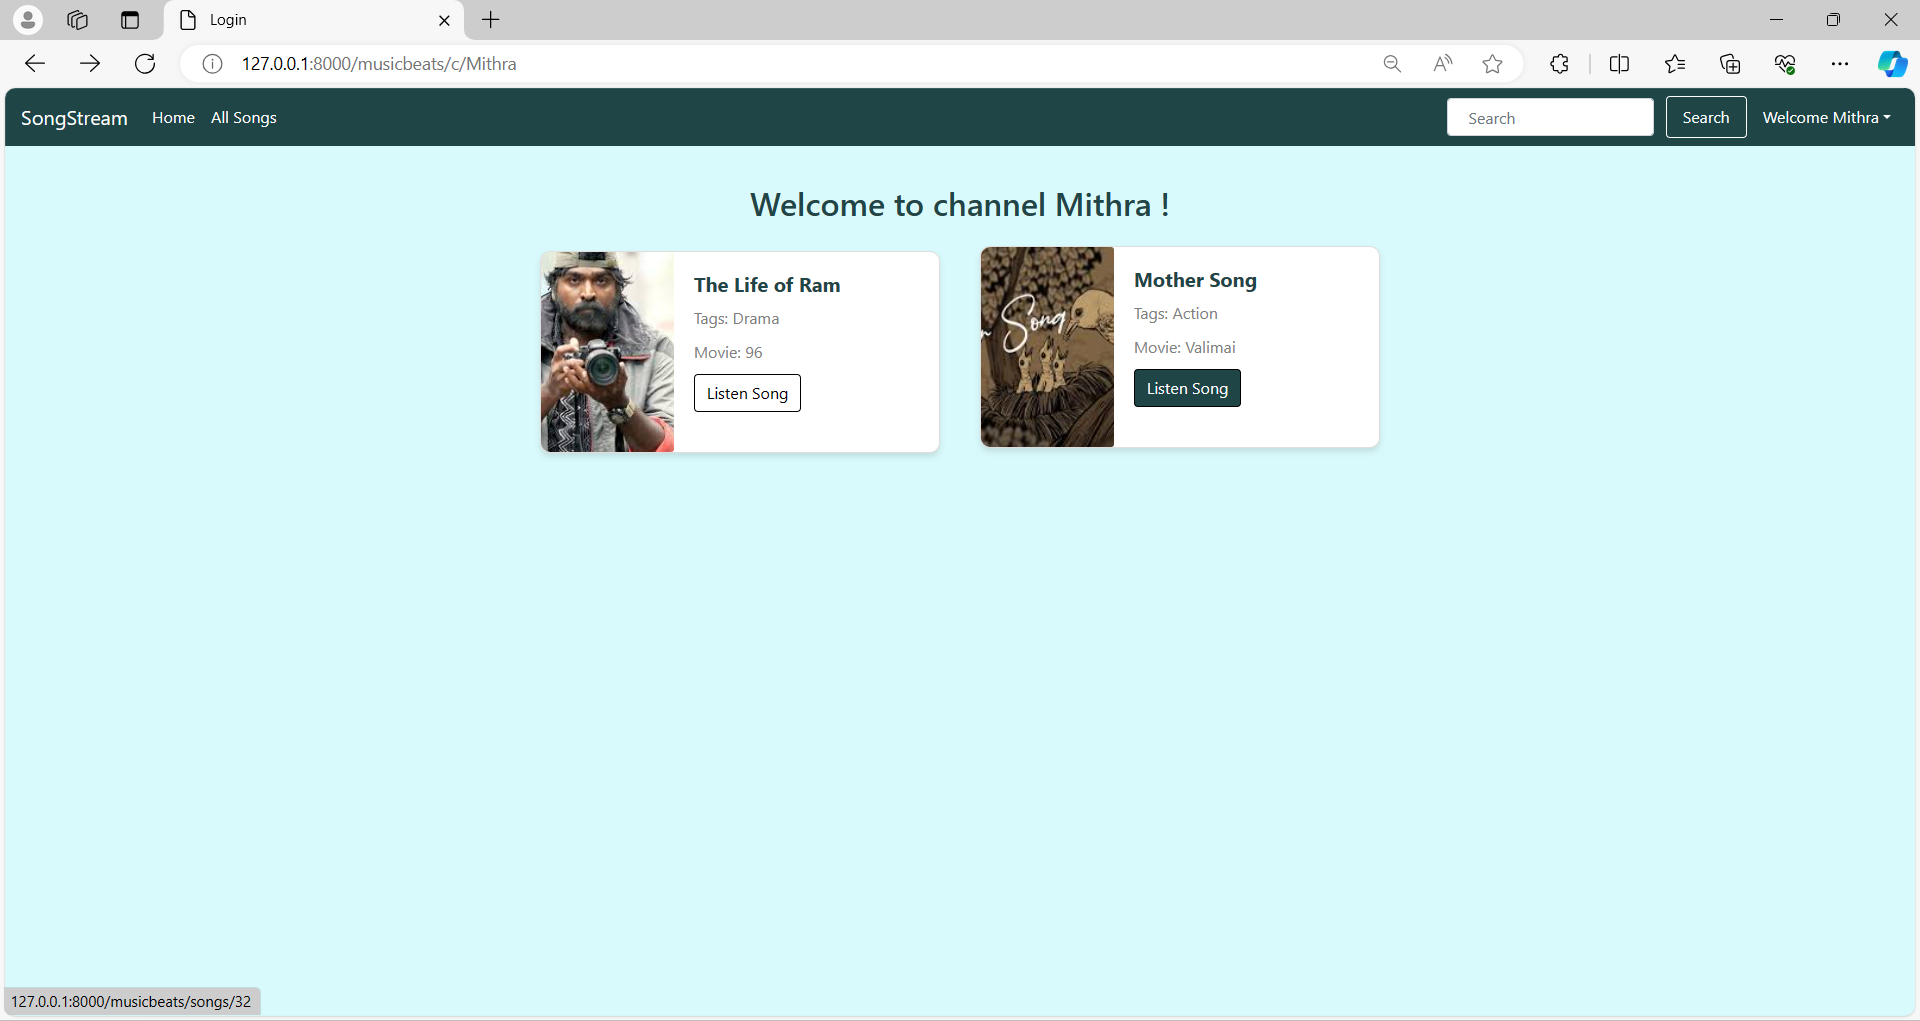 Login
127.0.0.1:8000/musicbeats/c/Mithra
SongStream Home All Songs Search Search Welcome Mithra
Welcome to channel Mithra !
The Life of Ram
Tags: Drama
Movie: 96
Listen Song
n Song
Mother Song
Tags: Action
Movie: Valimai
Listen Song
127.0.0.1:8000/musicbeats/songs/32